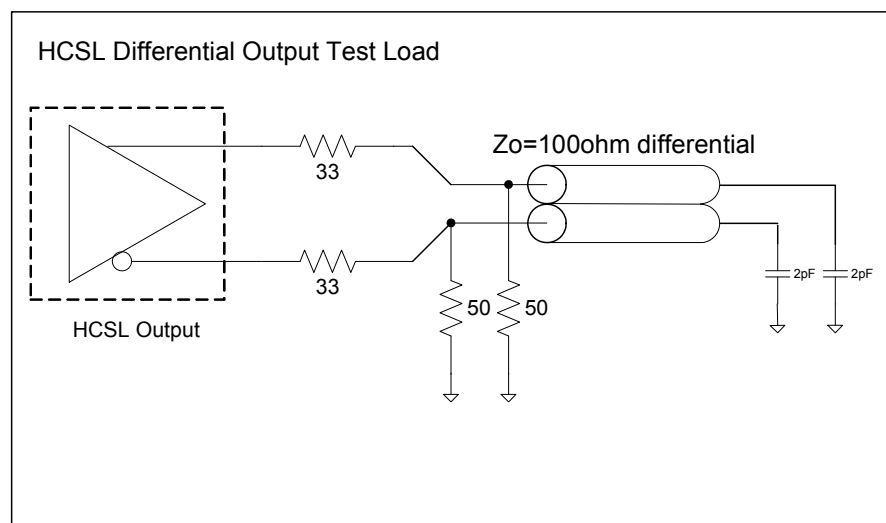 HCSL Differential Output Test Load
Zo=100ohm differential
33
33
50
50
2pF
2pF
HCSL Output